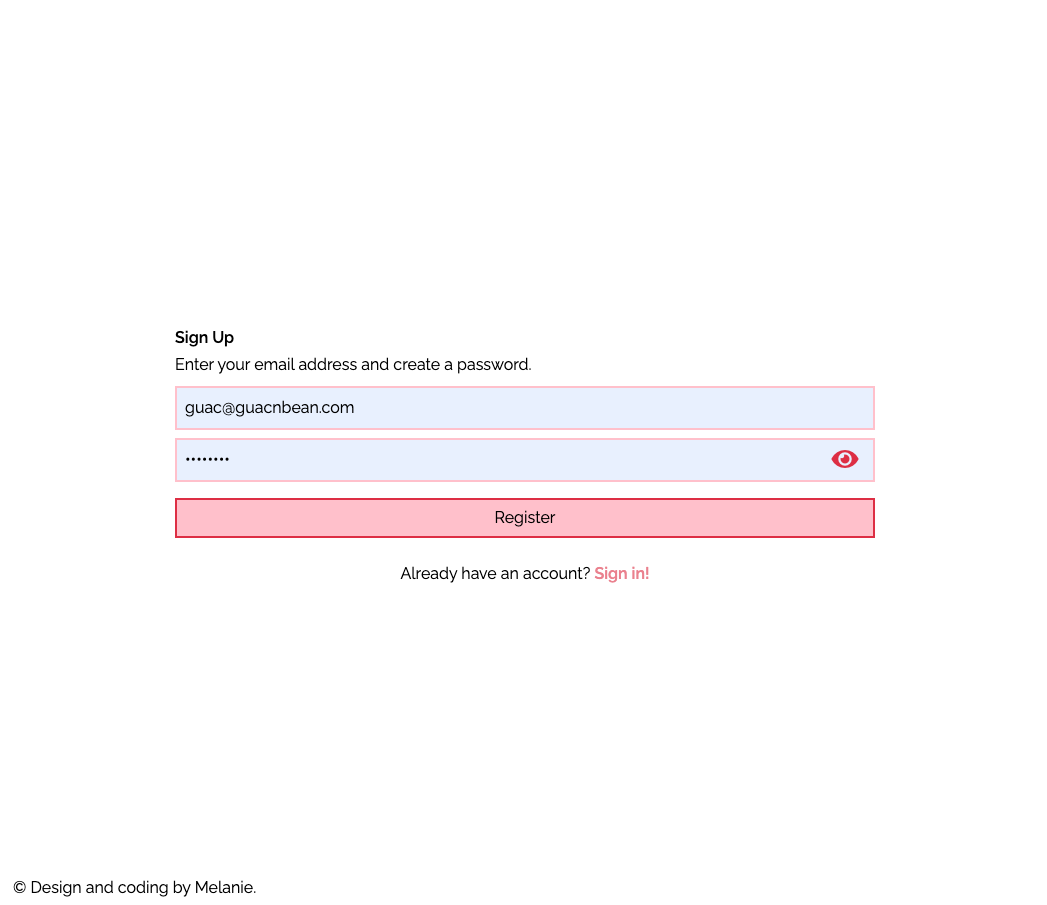 Sign Up
Enter your email address and create a password.
guac@guacnbean.com
••••••••
Register
Already have an account? Sign in!
© Design and coding by Melanie.